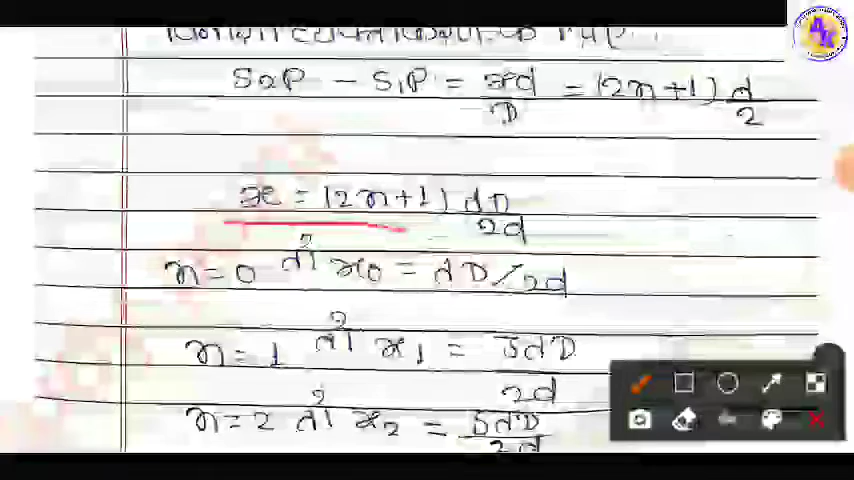 S2P - S1P = xd/D = (2n+1) λ/2
x = (2n+1) λD/2d
n = 0 तो x0 = λD/2d
n = 1 तो x1 = 3λD/2d
n = 2 तो x2 = 5λD/2d